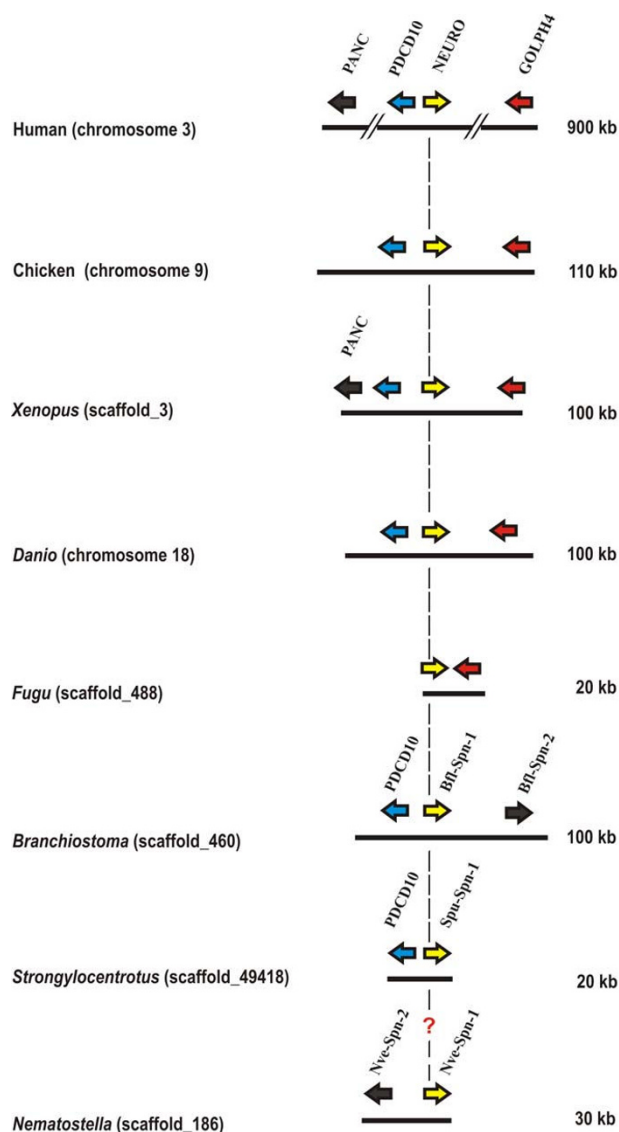 PANC PDCD10 NEURO GOLPH4
Human (chromosome 3) 900 kb
Chicken (chromosome 9) 110 kb
PANC
Xenopus (scaffold_3) 100 kb
Danio (chromosome 18) 100 kb
Fugu (scaffold_488) 20 kb
PDCD10 Bfl-Spn-1 Bfl-Spn-2
Branchiostoma (scaffold_460) 100 kb
PDCD10 Spu-Spn-1
Strongylocentrotus (scaffold_49418) 20 kb
?
Nve-Spn-2 Nve-Spn-1
Nematostella (scaffold_186) 30 kb